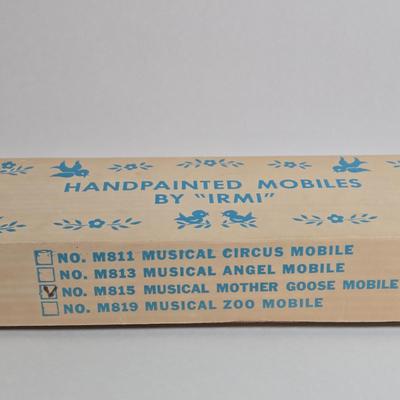 HANDPAINTED MOBILES
BY "IRMI"
NO. M811 MUSICAL CIRCUS MOBILE
NO. M813 MUSICAL ANGEL MOBILE
NO. M815 MUSICAL MOTHER GOOSE MOBILE
NO. M819 MUSICAL ZOO MOBILE